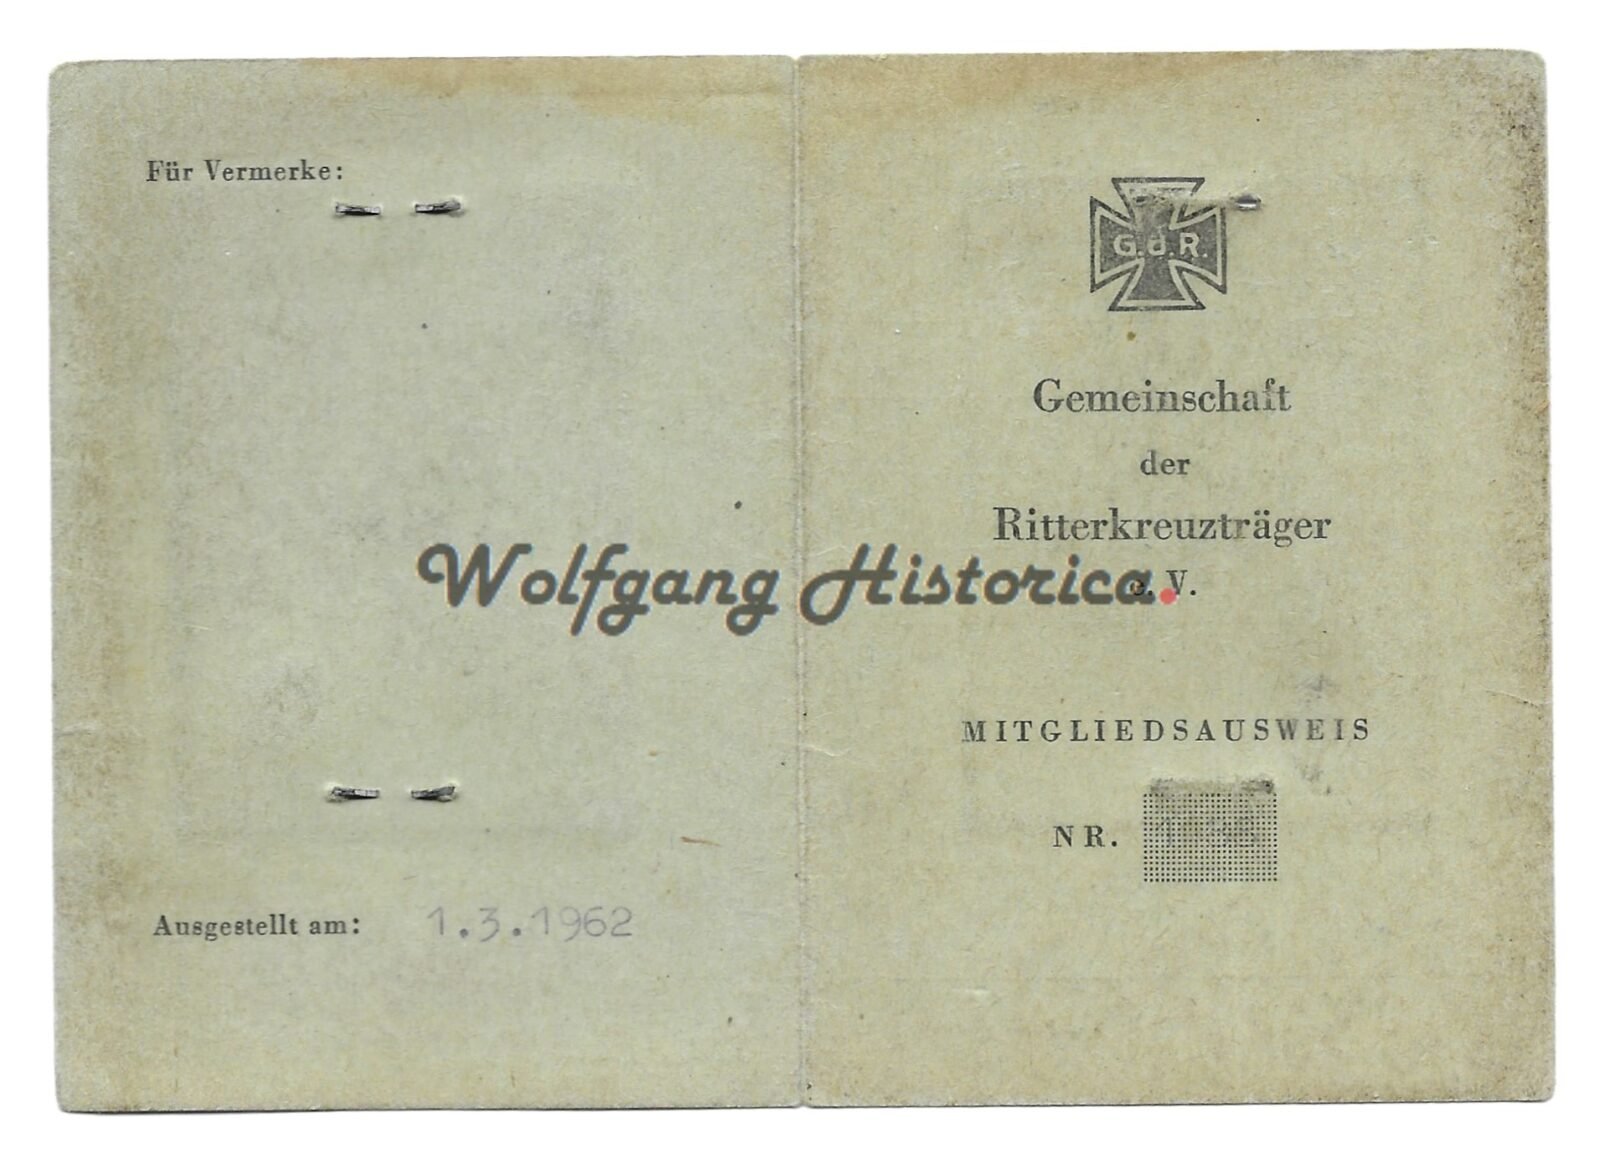 Für Vermerke:
Ausgestellt am: 1.3.1962
G.d.R.
Gemeinschaft
der
Ritterkreuzträger
e. V.
MITGLIEDSAUSWEIS
NR.
Wolfgang Historica.